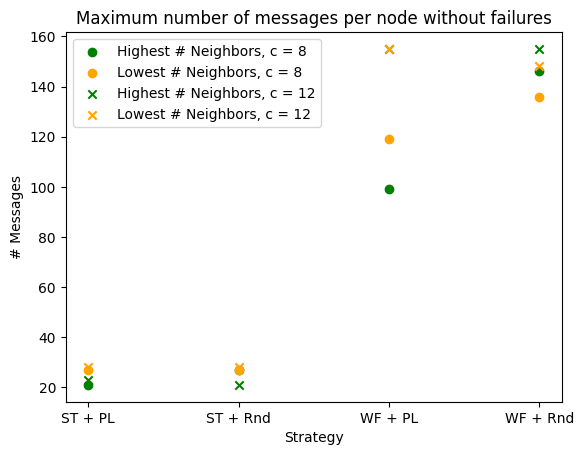 Maximum number of messages per node without failures
160
140
120
100
80
60
40
20
# Messages
Highest # Neighbors, c = 8
Lowest # Neighbors, c = 8
Highest # Neighbors, c = 12
Lowest # Neighbors, c = 12
ST + PL
ST + Rnd
WF + PL
WF + Rnd
Strategy